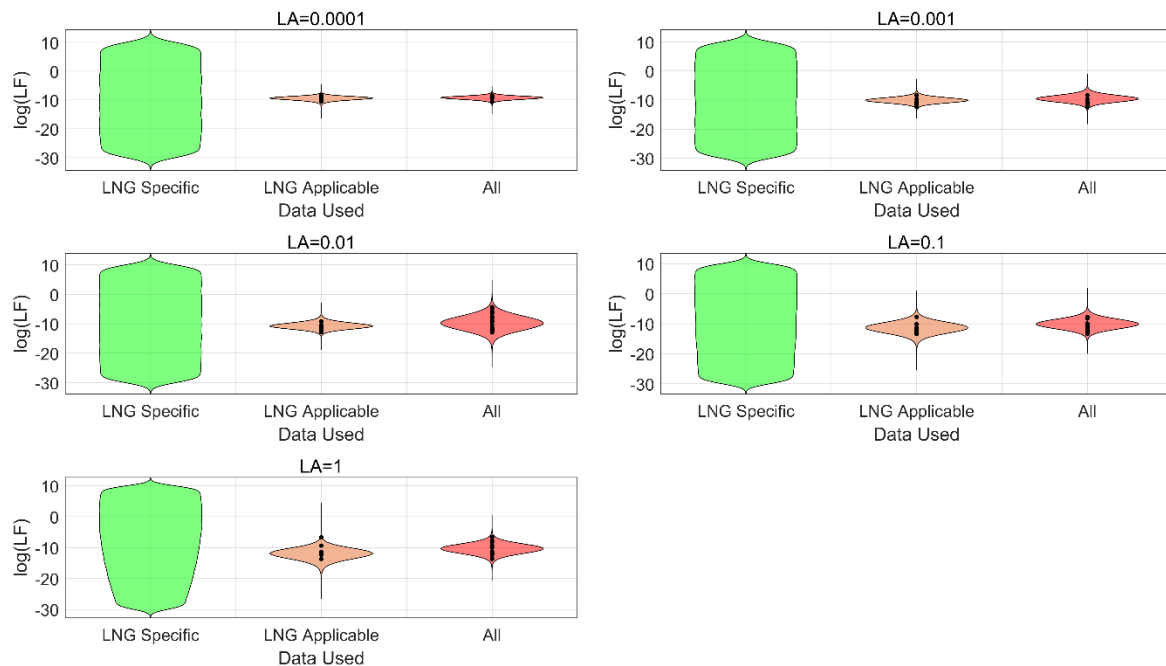 LA=0.0001
10
0
-10
-20
-30
log(LF)
LNG Specific LNG Applicable All
Data Used
LA=0.001
10
0
-10
-20
-30
log(LF)
LNG Specific LNG Applicable All
Data Used
LA=0.01
10
0
-10
-20
-30
log(LF)
LNG Specific LNG Applicable All
Data Used
LA=0.1
10
0
-10
-20
-30
log(LF)
LNG Specific LNG Applicable All
Data Used
LA=1
10
0
-10
-20
-30
log(LF)
LNG Specific LNG Applicable All
Data Used